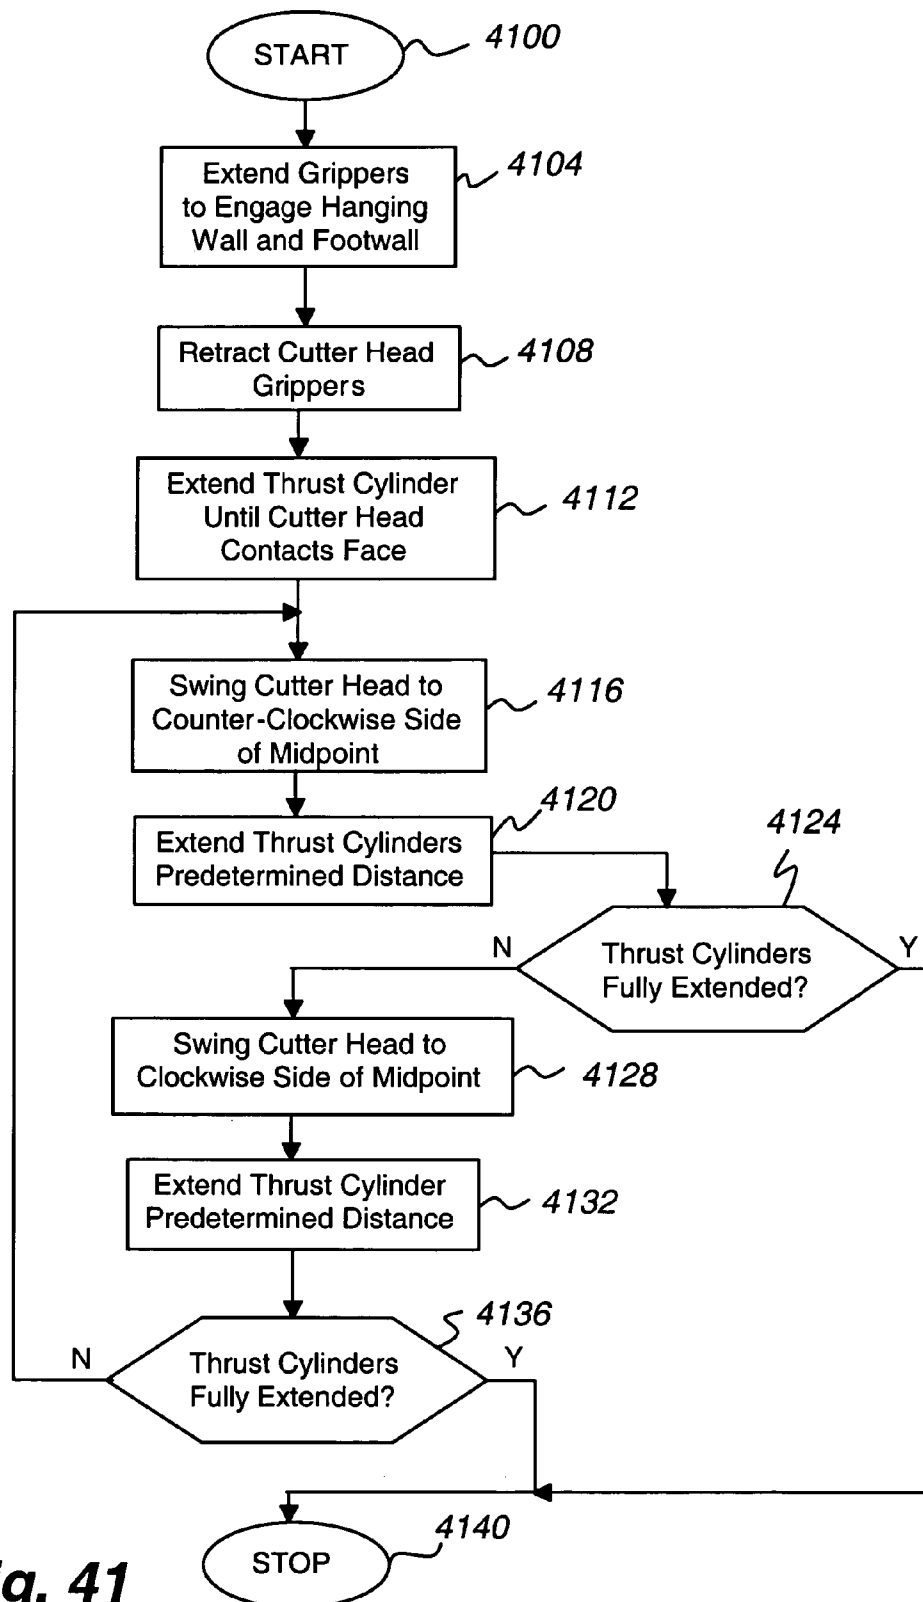 START
4100
Extend Grippers
to Engage Hanging
Wall and Footwall
4104
Retract Cutter Head
Grippers
4108
Extend Thrust Cylinder
Until Cutter Head
Contacts Face
4112
Swing Cutter Head to
Counter-Clockwise Side
of Midpoint
4116
Extend Thrust Cylinders
Predetermined Distance
4120
4124
Thrust Cylinders
Fully Extended?
N
Y
Swing Cutter Head to
Clockwise Side of Midpoint
4128
Extend Thrust Cylinder
Predetermined Distance
4132
4136
Thrust Cylinders
Fully Extended?
N
Y
STOP
4140
ig. 41